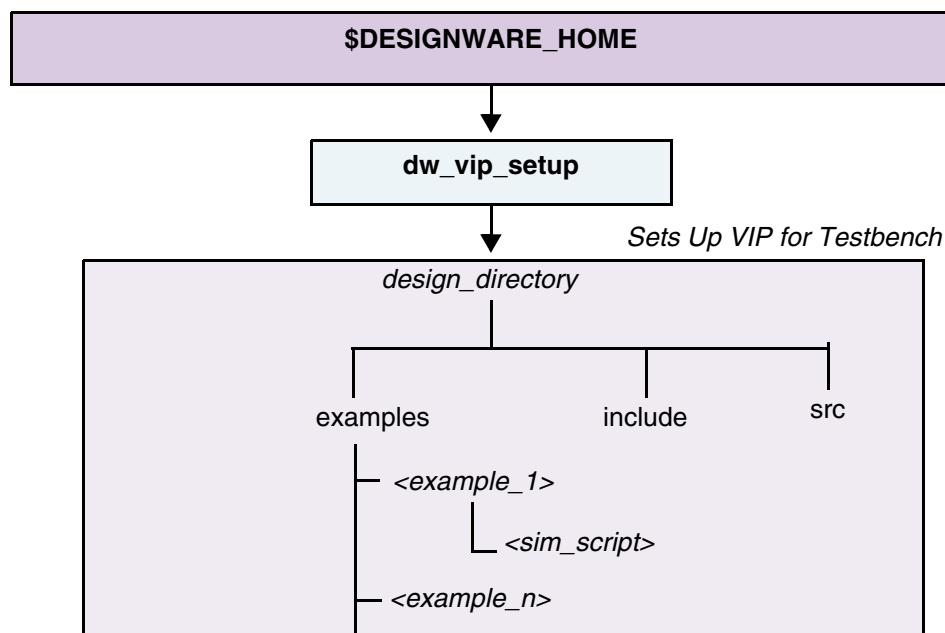 $DESIGNWARE_HOME
dw_vip_setup
Sets Up VIP for Testbench
design_directory
examples
include
src
<example_1>
<sim_script>
<example_n>